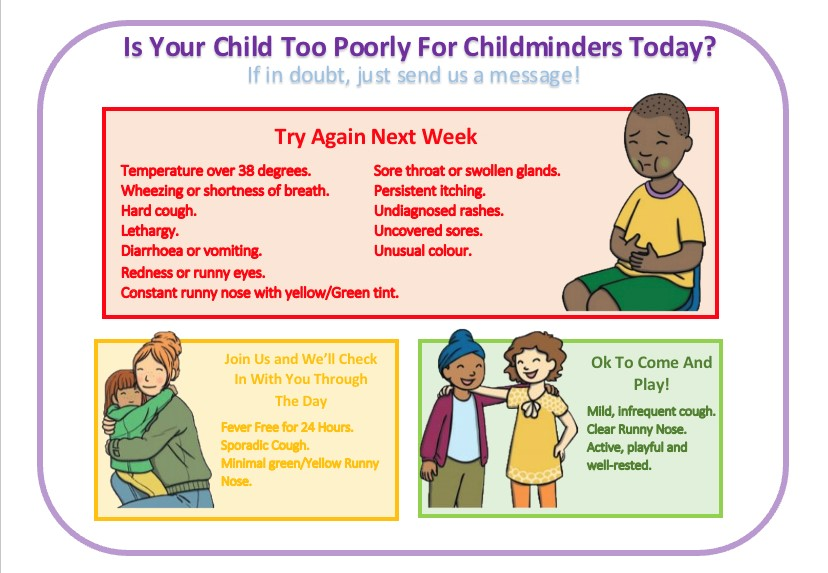 Is Your Child Too Poorly For Childminders Today?
If in doubt, just send us a message!
Try Again Next Week
Temperature over 38 degrees.
Wheezing or shortness of breath.
Hard cough.
Lethargy.
Diarrhoea or vomiting.
Redness or runny eyes.
Constant runny nose with yellow/Green tint.
Sore throat or swollen glands.
Persistent itching.
Undiagnosed rashes.
Uncovered sores.
Unusual colour.
Join Us and We’ll Check
In With You Through
The Day
Fever Free for 24 Hours.
Sporadic Cough.
Minimal green/Yellow Runny
Nose.
Ok To Come And
Play!
Mild, infrequent cough.
Clear Runny Nose.
Active, playful and
well-rested.